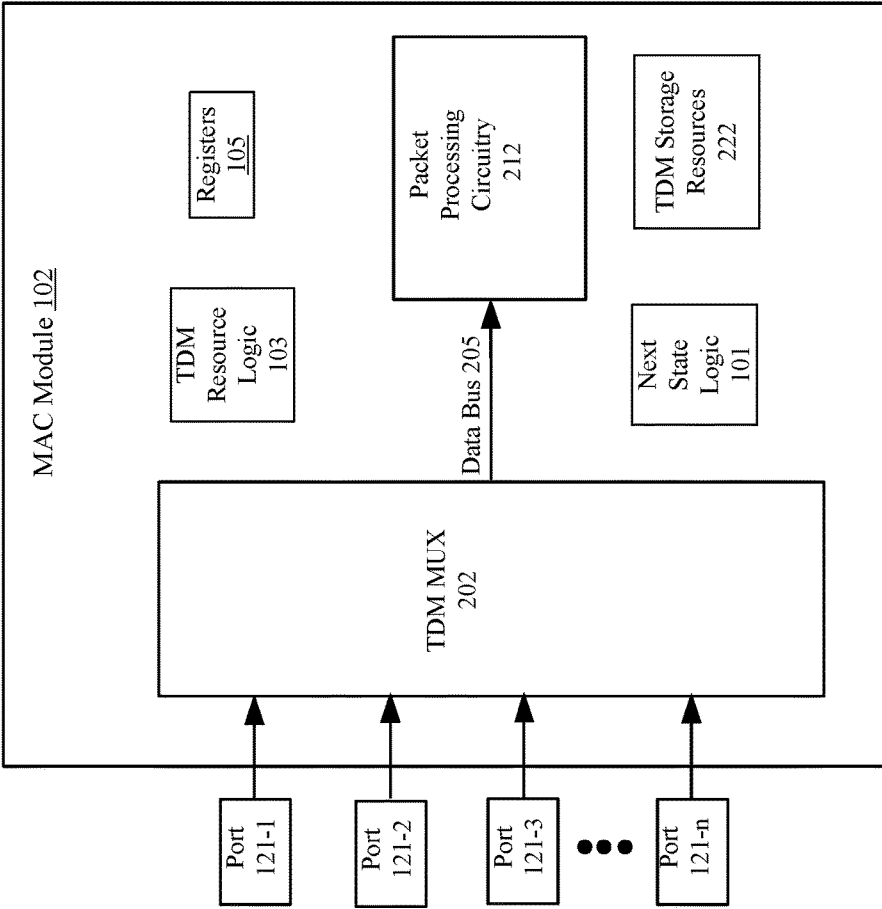 MAC Module 102
TDM
Resource
Logic
103
Registers
105
Port
121-1
Port
121-2
Port
121-3
Port
121-n
TDM MUX
202
Data Bus 205
Packet
Processing
Circuitry
212
Next
State
Logic
101
TDM Storage
Resources
222